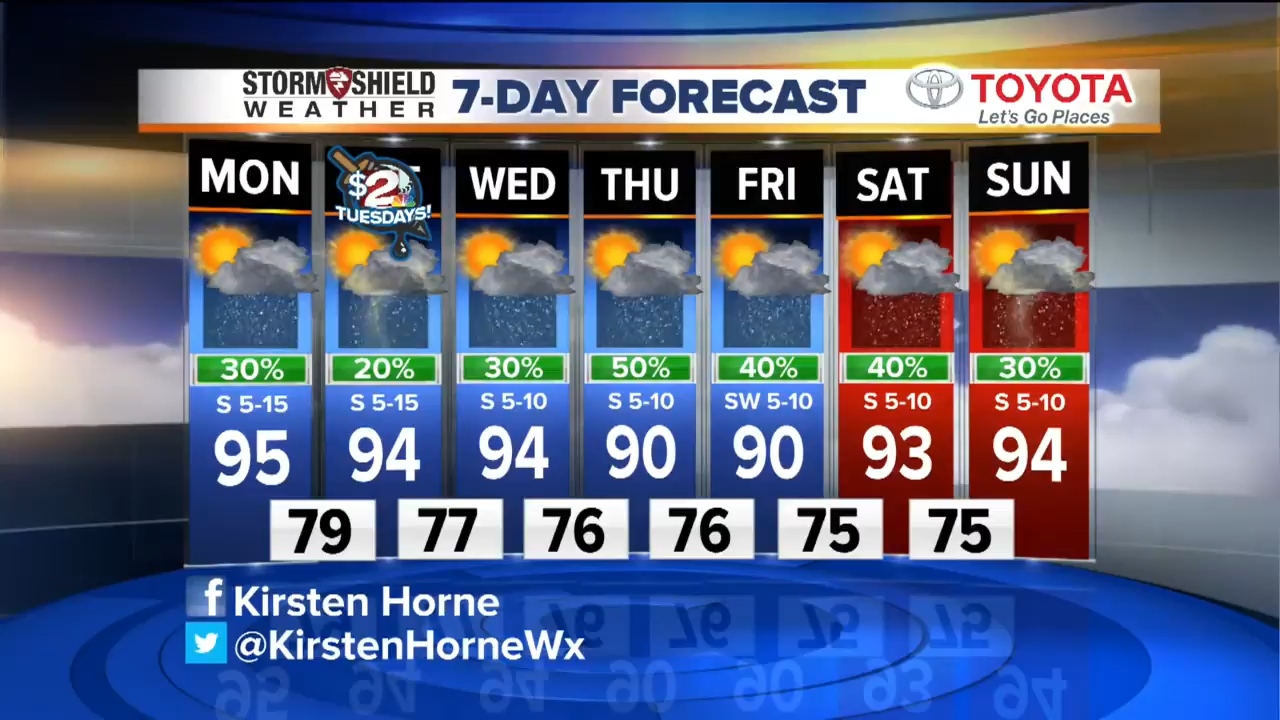 STORM SHIELD
WEATHER
7-DAY FORECAST
TOYOTA
Let's Go Places
MON
$2
TUESDAYS!
WED
THU
FRI
SAT
SUN
30%
20%
30%
50%
40%
40%
30%
S 5-15
S 5-15
S 5-10
S 5-10
SW 5-10
S 5-10
S 5-10
95
94
94
90
90
93
94
79
77
76
76
75
75
f Kirsten Horne
@KirstenHorneWx